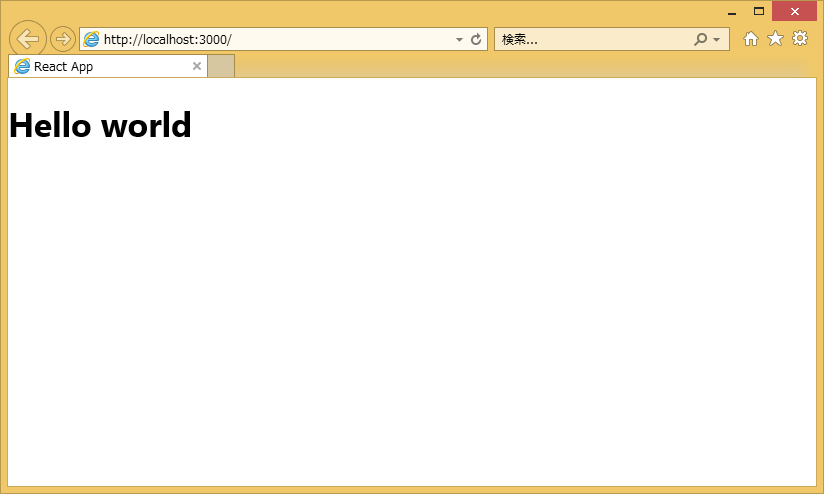 http://localhost:3000/
検索...
React App
Hello world